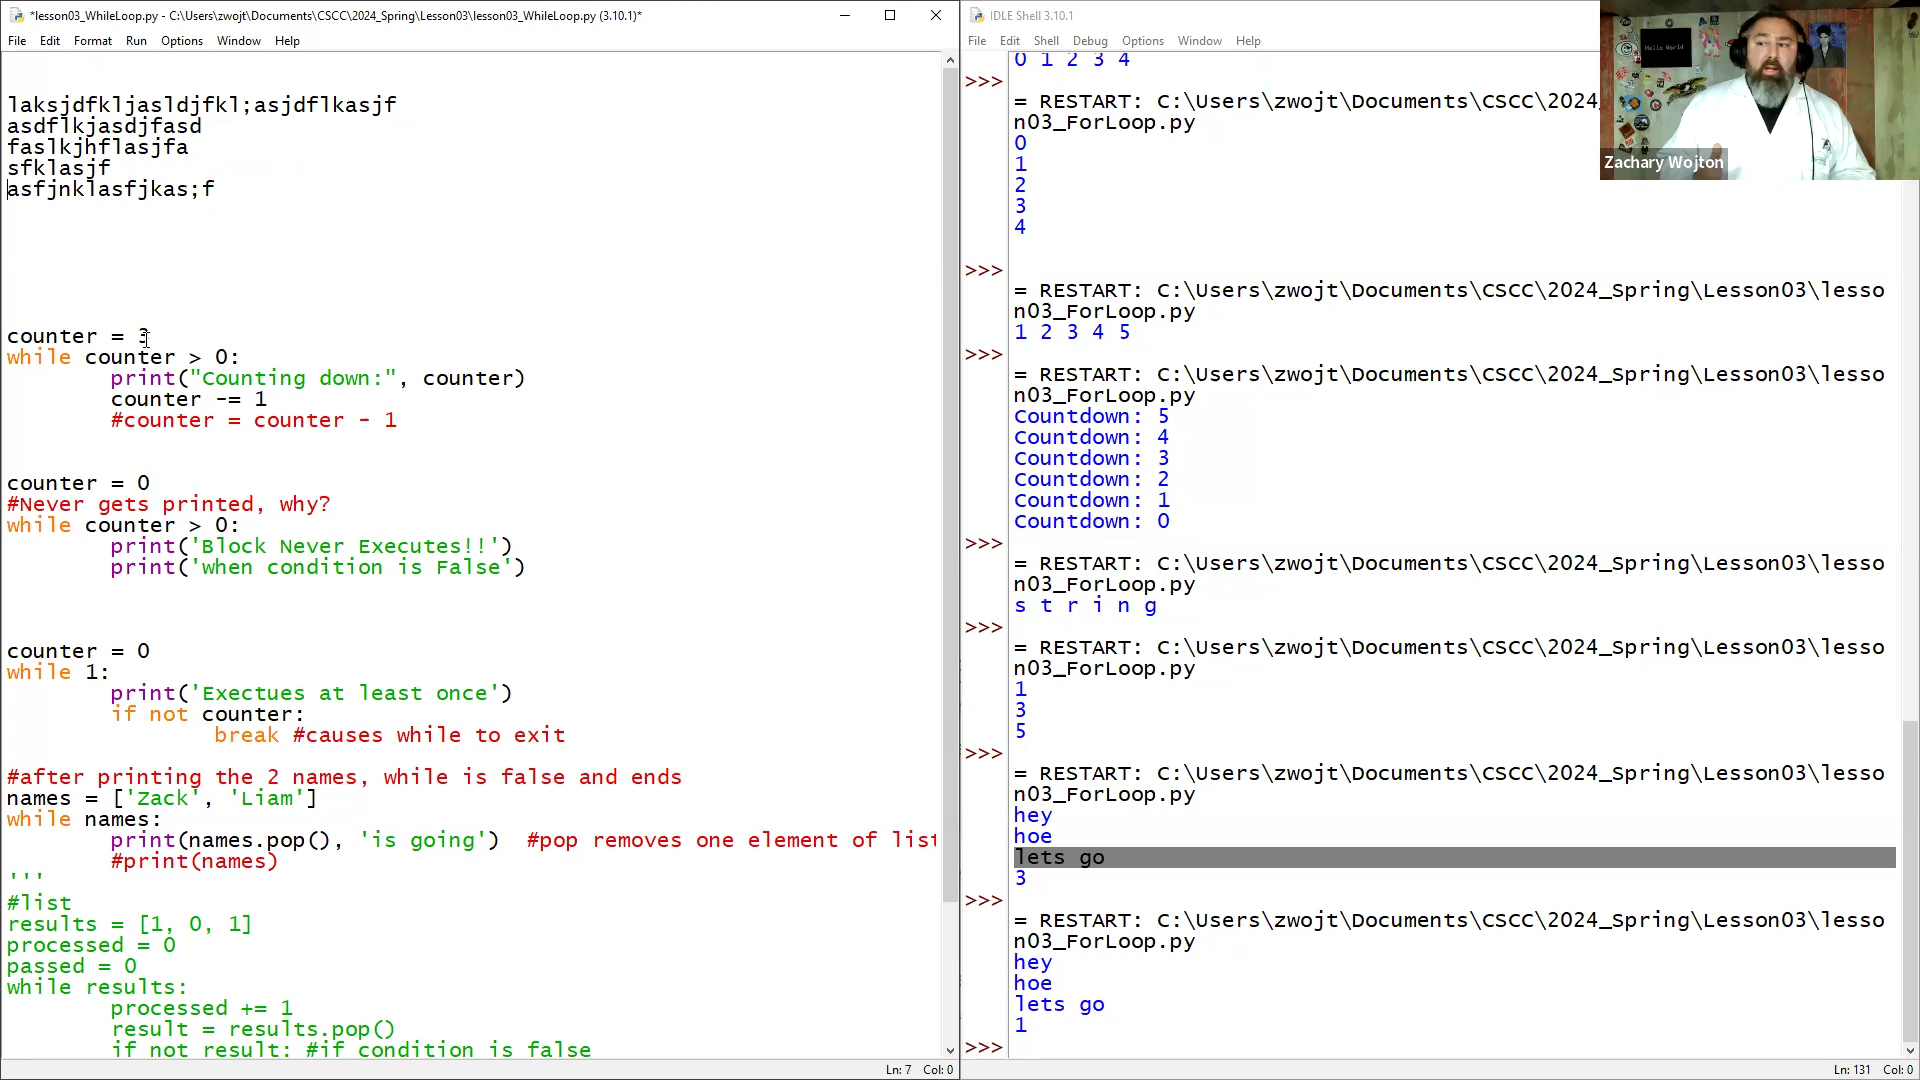 *lesson03_WhileLoop.py - C:\Users\zwojt\Documents\CSCC\2024_Spring\Lesson03\lesson03_WhileLoop.py (3.10.1)*
File Edit Format Run Options Window Help
laksjdfkljasldjfkl;asjdflkasjf
asdflkjasdjfasd
faslkjhflasjfa
sfklasjf
asfjnklasfjkas;f
counter = 3
while counter > 0:
print("Counting down:", counter)
counter -= 1
#counter = counter - 1
counter = 0
#Never gets printed, why?
while counter > 0:
print('Block Never Executes!!')
print('when condition is False')
counter = 0
while 1:
print('Exectues at least once')
if not counter:
break #causes while to exit
#after printing the 2 names, while is false and ends
names = ['Zack', 'Liam']
while names:
print(names.pop(), 'is going') #pop removes one element of list
#print(names)
'''
#list
results = [1, 0, 1]
processed = 0
passed = 0
while results:
processed += 1
result = results.pop()
if not result: #if condition is false
Ln: 7 Col: 0
IDLE Shell 3.10.1
File Edit Shell Debug Options Window Help
0 1 2 3 4
>>>
= RESTART: C:\Users\zwojt\Documents\CSCC\2024_
n03_ForLoop.py
0
1
2
3
4
>>>
= RESTART: C:\Users\zwojt\Documents\CSCC\2024_Spring\Lesson03\lesso
n03_ForLoop.py
1 2 3 4 5
>>>
= RESTART: C:\Users\zwojt\Documents\CSCC\2024_Spring\Lesson03\lesso
n03_ForLoop.py
Countdown: 5
Countdown: 4
Countdown: 3
Countdown: 2
Countdown: 1
Countdown: 0
>>>
= RESTART: C:\Users\zwojt\Documents\CSCC\2024_Spring\Lesson03\lesso
n03_ForLoop.py
s t r i n g
>>>
= RESTART: C:\Users\zwojt\Documents\CSCC\2024_Spring\Lesson03\lesso
n03_ForLoop.py
1
3
5
>>>
= RESTART: C:\Users\zwojt\Documents\CSCC\2024_Spring\Lesson03\lesso
n03_ForLoop.py
hey
hoe
lets go
3
>>>
= RESTART: C:\Users\zwojt\Documents\CSCC\2024_Spring\Lesson03\lesso
n03_ForLoop.py
hey
hoe
lets go
1
>>>
Ln: 131 Col: 0
Hello World
Zachary Wojton